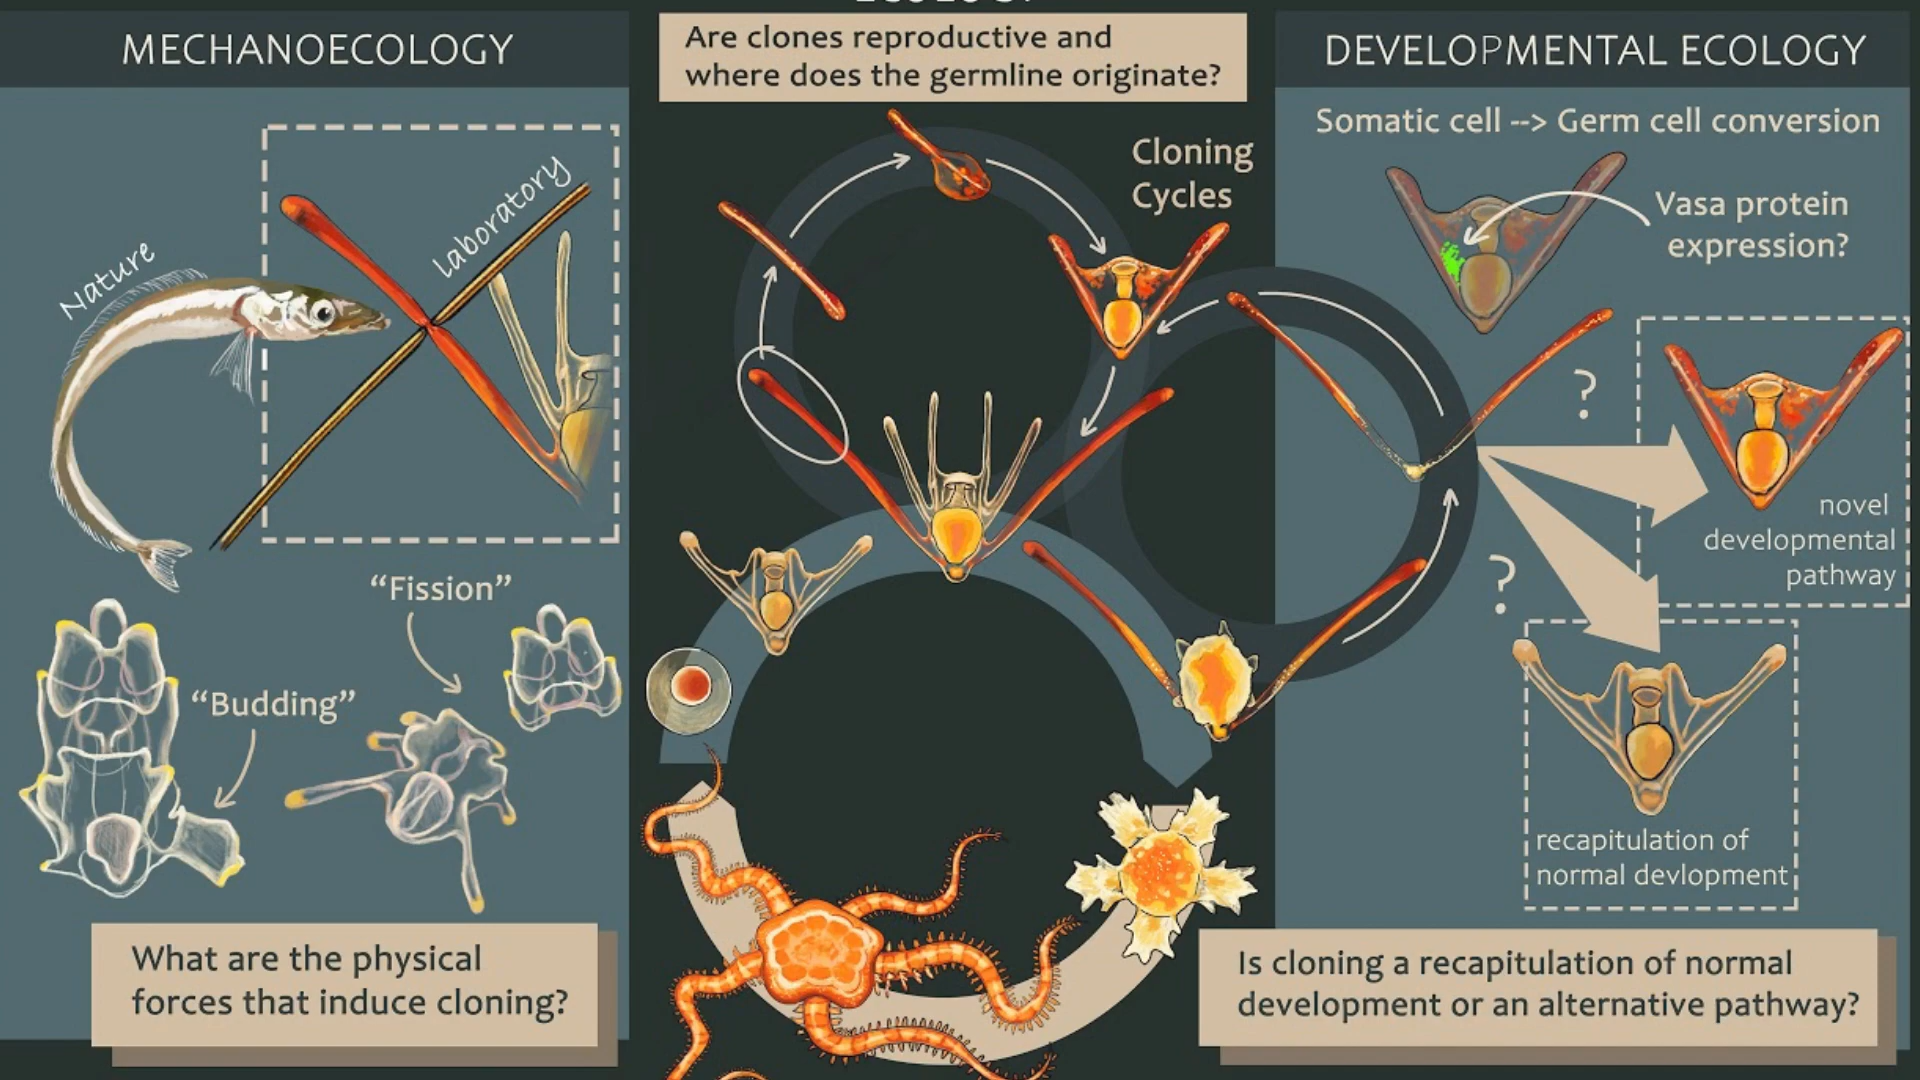 MECHANOECOLOGY
Nature
Laboratory
"Fission"
"Budding"
What are the physical
forces that induce cloning?
Are clones reproductive and
where does the germline originate?
Cloning
Cycles
DEVELOPMENTAL ECOLOGY
Somatic cell --> Germ cell conversion
Vasa protein
expression?
?
novel
developmental
pathway
?
recapitulation of
normal devlopment
Is cloning a recapitulation of normal
development or an alternative pathway?